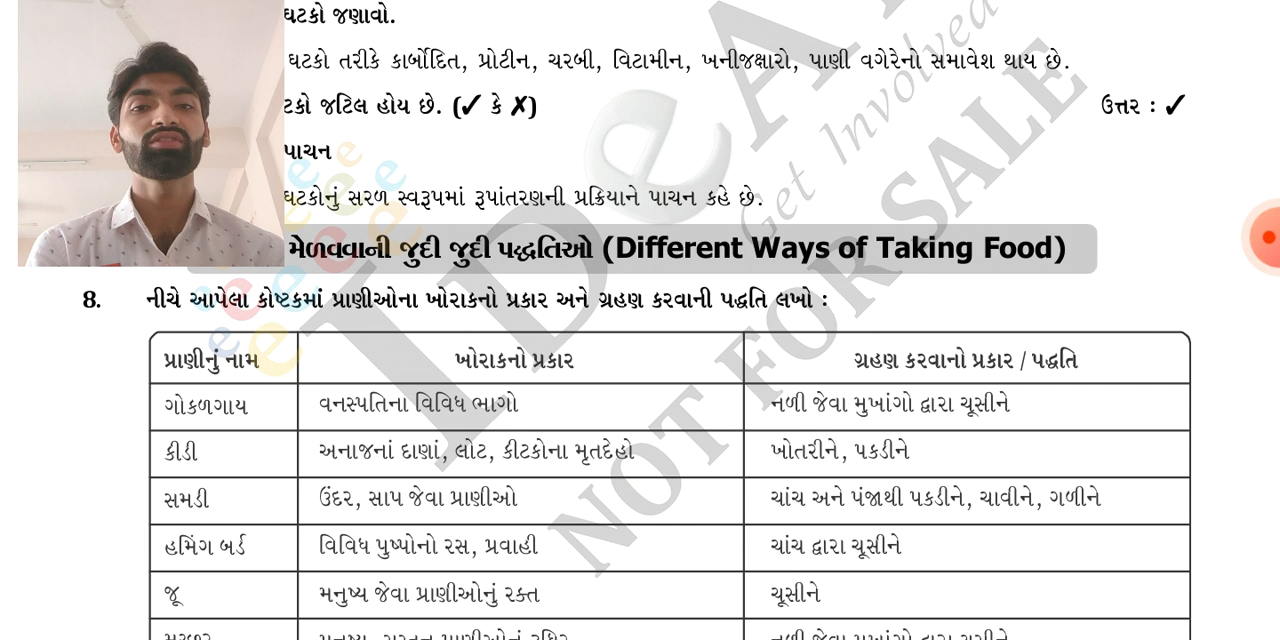 ઘટકો જણાવો.
ઘટકો તરીકે કાર્બોદિત, પ્રોટીન, ચરબી, વિટામીન, ખનીજક્ષારો, પાણી વગેરેનો સમાવેશ થાય છે.
ટકો જટિલ હોય છે. (✓ કે ✗) ઉત્તર : ✓
પાચન
ઘટકોનું સરળ સ્વરૂપમાં રૂપાંતરણની પ્રક્રિયાને પાચન કહે છે.
મેળવવાની જુદી જુદી પદ્ધતિઓ (Different Ways of Taking Food)
8. નીચે આપેલા કોષ્ટકમાં પ્રાણીઓના ખોરાકનો પ્રકાર અને ગ્રહણ કરવાની પદ્ધતિ લખો :
પ્રાણીનું નામ ખોરાકનો પ્રકાર ગ્રહણ કરવાનો પ્રકાર / પદ્ધતિ
ગોકળગાય વનસ્પતિના વિવિધ ભાગો નળી જેવા મુખાંગો દ્વારા ચૂસીને
કીડી અનાજનાં દાણાં, લોટ, કીટકોના મૃતદેહો ખોતરીને, પકડીને
સમડી ઉંદર, સાપ જેવા પ્રાણીઓ ચાંચ અને પંજાથી પકડીને, ચાવીને, ગળીને
હમિંગ બર્ડ વિવિધ પુષ્પોનો રસ, પ્રવાહી ચાંચ દ્વારા ચૂસીને
જૂ મનુષ્ય જેવા પ્રાણીઓનું રક્ત ચૂસીને
IDeA
Get Involved
NOT FOR SALE